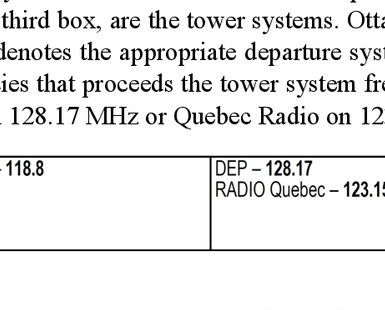 third box, are the tower systems. Otta
denotes the appropriate departure syst
ies that proceeds the tower system fre
128.17 MHz or Quebec Radio on 12
118.8
DEP – 128.17
RADIO Quebec – 123.15